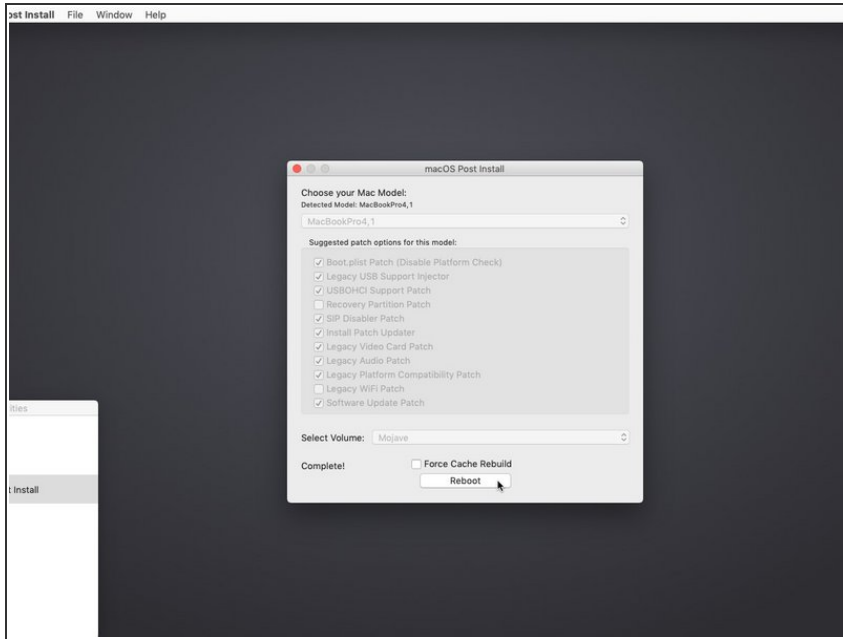 ost Install File Window Help
macOS Post Install
Choose your Mac Model:
Detected Model: MacBookPro4,1
MacBookPro4,1
Suggested patch options for this model:
Boot.plist Patch (Disable Platform Check)
Legacy USB Support Injector
USBOHCI Support Patch
Recovery Partition Patch
SIP Disabler Patch
Install Patch Updater
Legacy Video Card Patch
Legacy Audio Patch
Legacy Platform Compatibility Patch
Legacy WiFi Patch
Software Update Patch
ities
Select Volume: Mojave
Complete! Force Cache Rebuild
Reboot
t Install